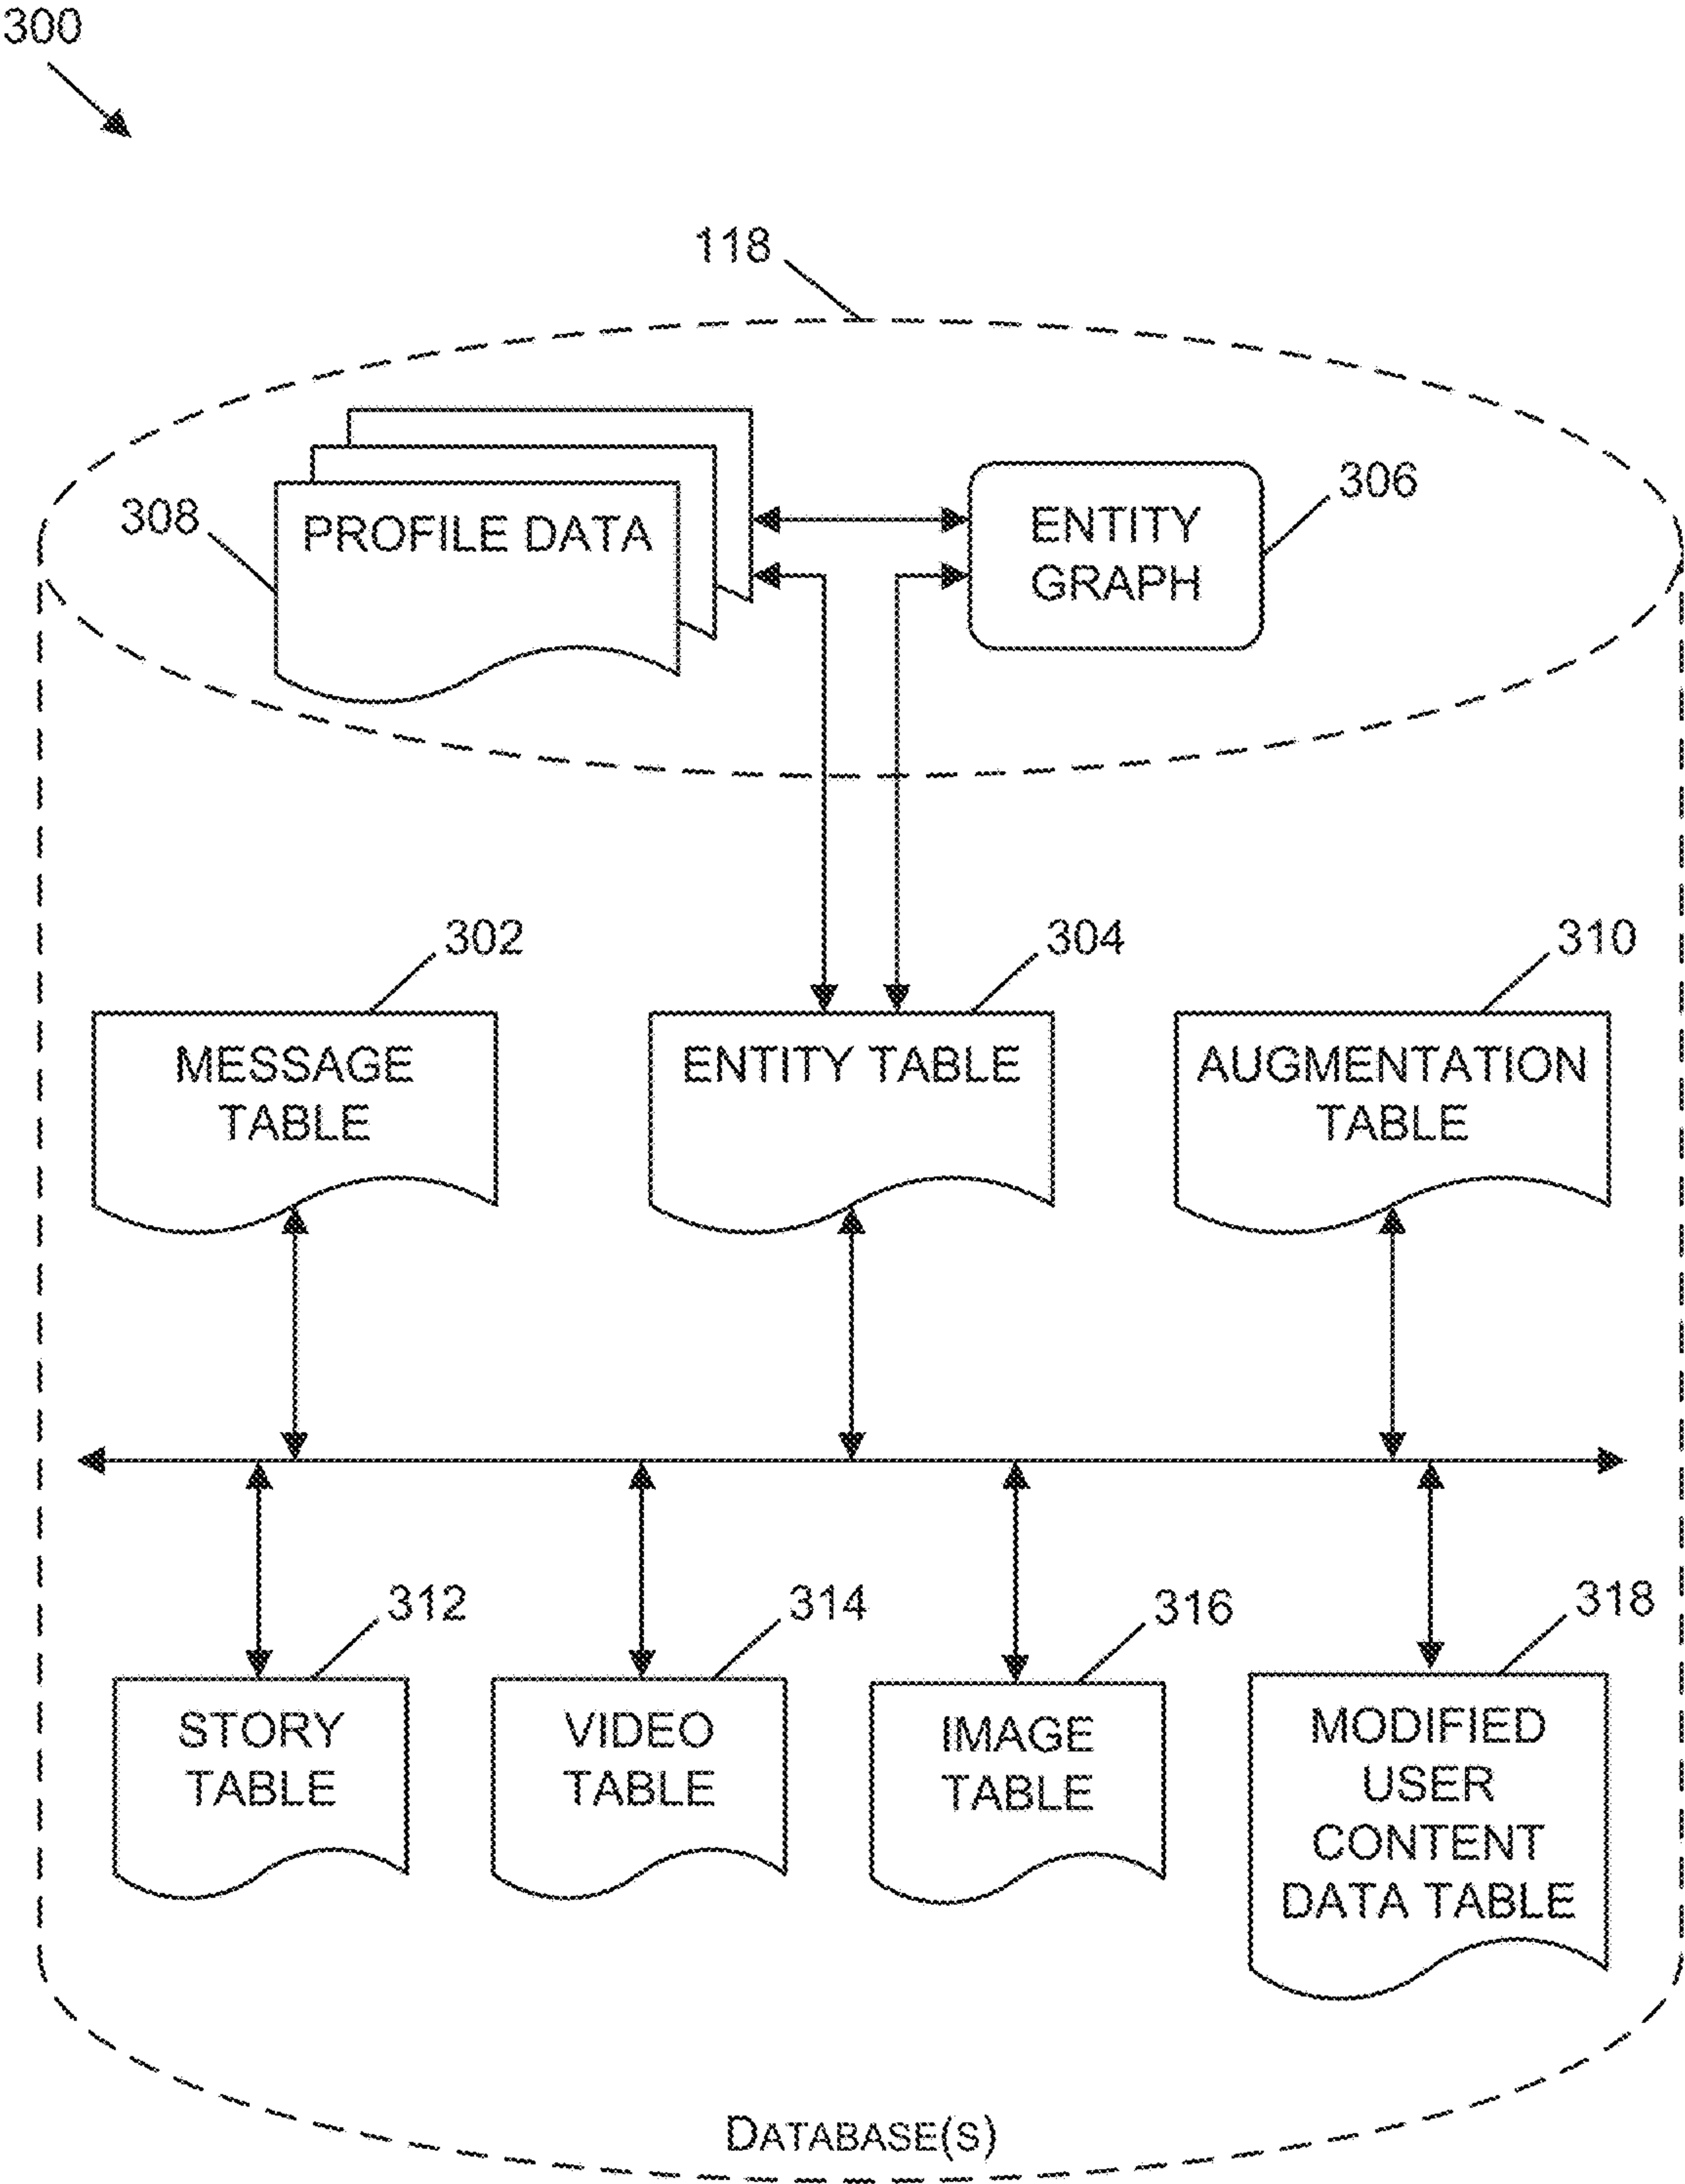 300
118
308
PROFILE DATA
ENTITY
GRAPH
306
302
304
310
MESSAGE
TABLE
ENTITY TABLE
AUGMENTATION
TABLE
312
314
316
318
STORY
TABLE
VIDEO
TABLE
IMAGE
TABLE
MODIFIED
USER
CONTENT
DATA TABLE
DATABASE(S)